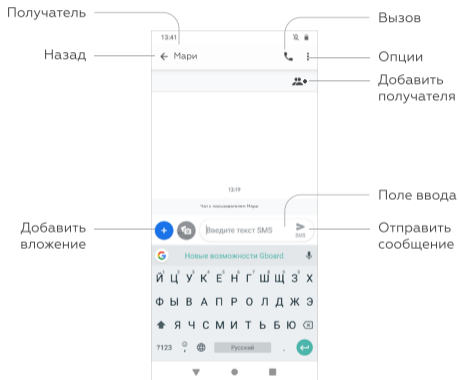 Получатель
Вызов
13:41
Назад
Мари
Опции
Добавить
получателя
13:19
Чат с пользователем Мари
Поле ввода
Добавить
вложение
Введите текст SMS
SMS
Отправить
сообщение
G Новые возможности Gboard
Й Ц У К Е Н Г Ш Щ З Х
Ф Ы В А П Р О Л Д Ж Э
Я Ч С М И Т Ь Б Ю
?123 , Русский .